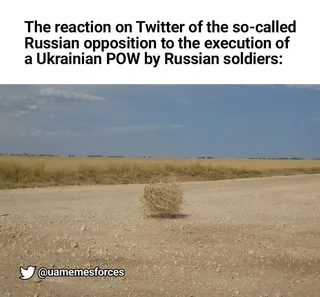 The reaction on Twitter of the so-called
Russian opposition to the execution of
a Ukrainian POW by Russian soldiers:
@uamemesforces